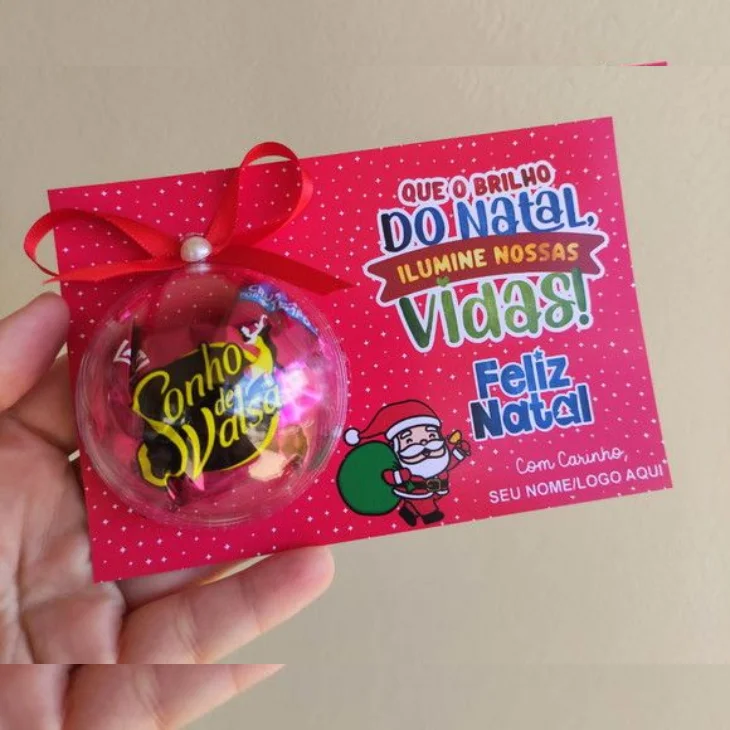 QUE O BRILHO
DO NataL,
ILUMINE NOSSAS
Vidas!
Feliz
Natal
Com Carinho,
SEU NOME/LOGO AQUI
Sonho
de
Valsa